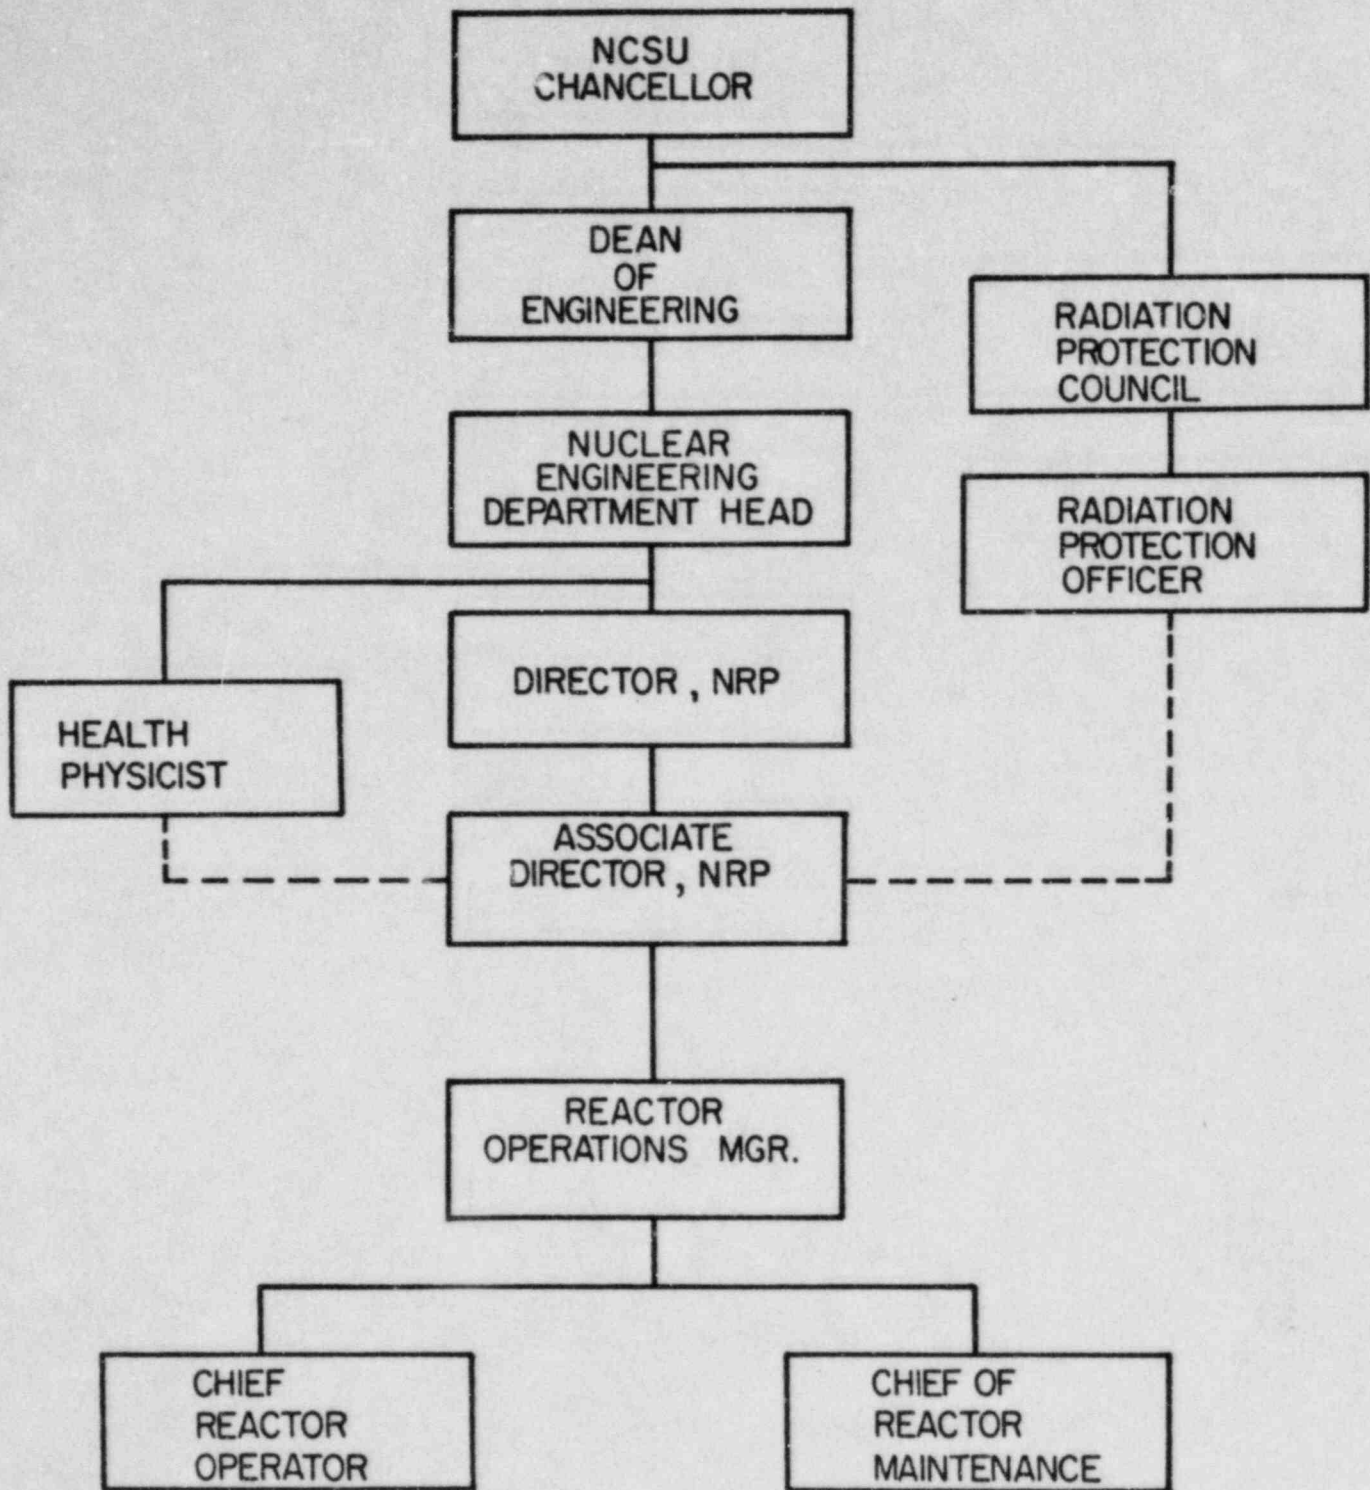 NCSU
CHANCELLOR
DEAN
OF
ENGINEERING
RADIATION
PROTECTION
COUNCIL
NUCLEAR
ENGINEERING
DEPARTMENT HEAD
RADIATION
PROTECTION
OFFICER
DIRECTOR, NRP
HEALTH
PHYSICIST
ASSOCIATE
DIRECTOR, NRP
REACTOR
OPERATIONS MGR.
CHIEF
REACTOR
OPERATOR
CHIEF OF
REACTOR
MAINTENANCE